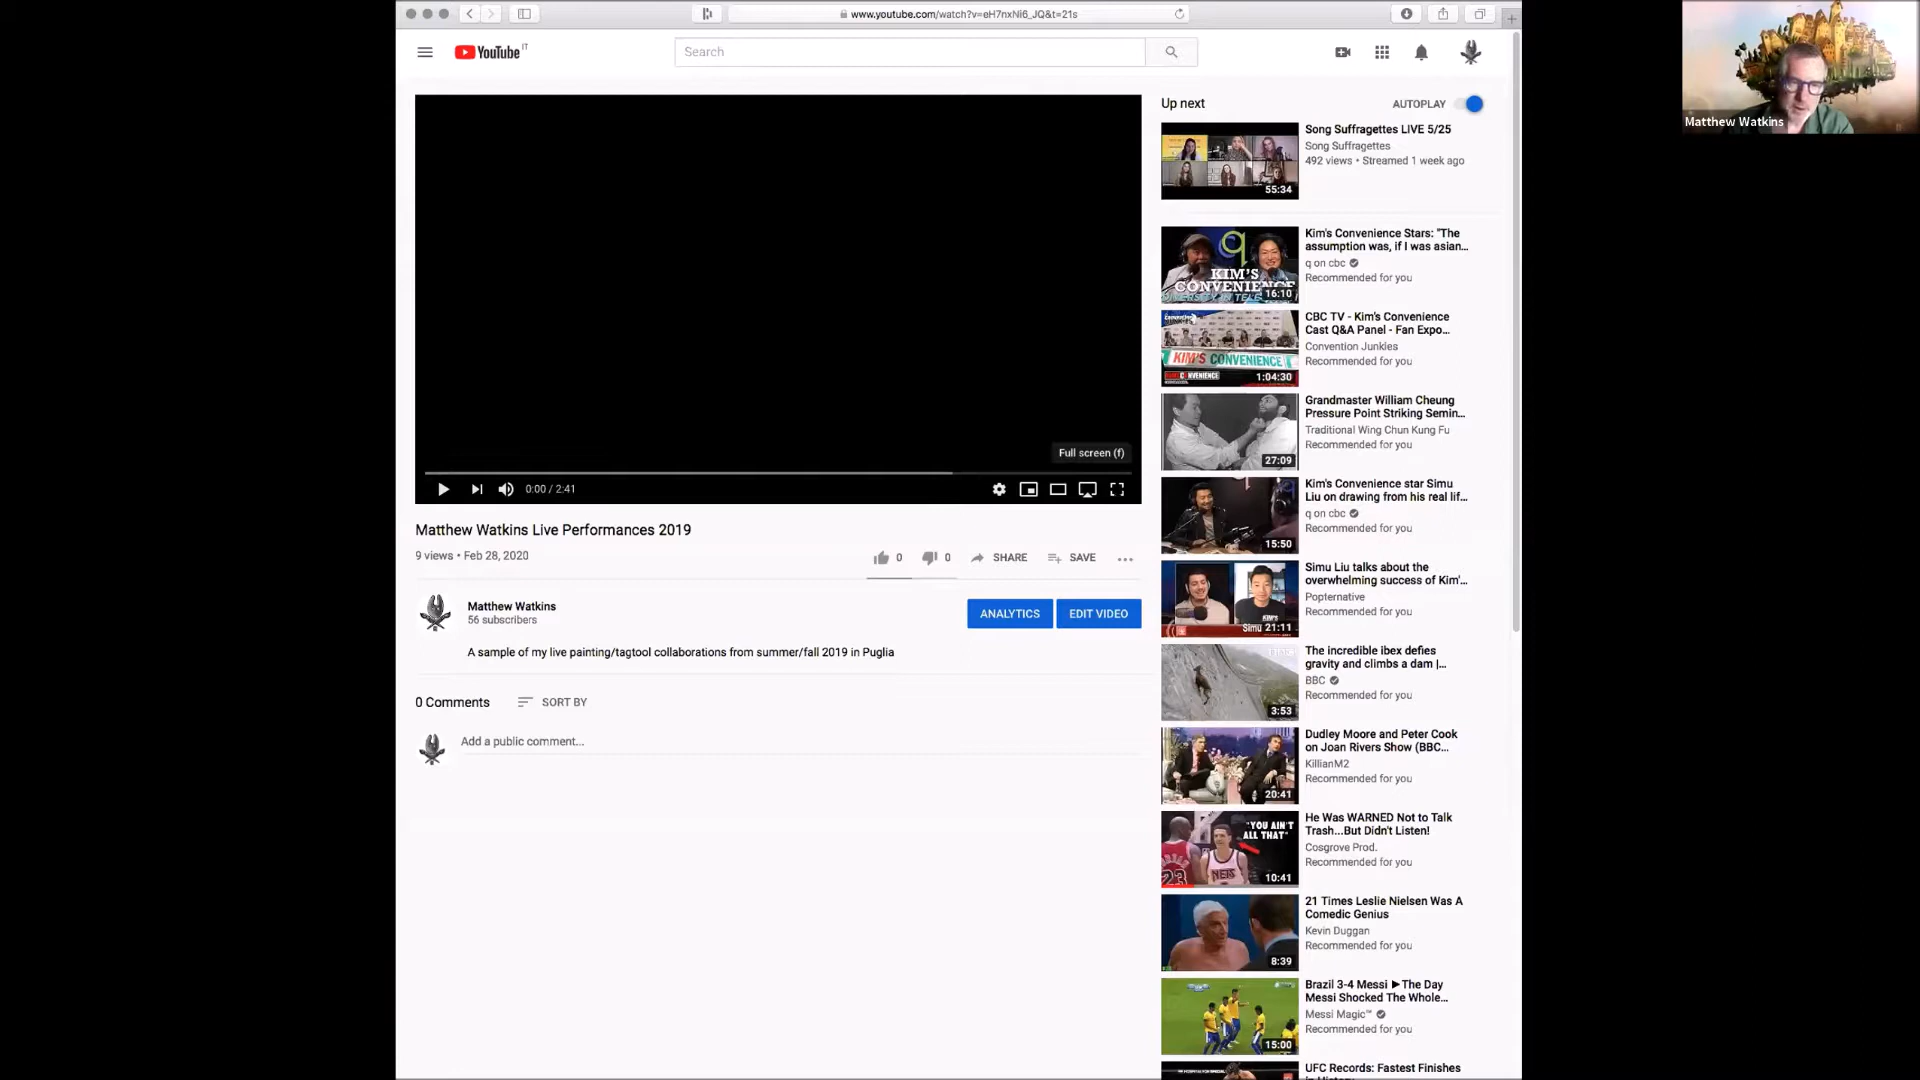 www.youtube.com/watch?v=eH7nxNi6_JQ&t=21s
YouTube IT
Search
Matthew Watkins
Full screen (f)
0:00 / 2:41
Matthew Watkins Live Performances 2019
9 views • Feb 28, 2020
0
0
SHARE
SAVE
Matthew Watkins
56 subscribers
ANALYTICS
EDIT VIDEO
A sample of my live painting/tagtool collaborations from summer/fall 2019 in Puglia
0 Comments
SORT BY
Add a public comment...
Up next
AUTOPLAY
55:34
Song Suffragettes LIVE 5/25
Song Suffragettes
492 views • Streamed 1 week ago
q
KIM'S
CONVENIENCE
16:10
Kim's Convenience Stars: "The
assumption was, if I was asian...
q on cbc
Recommended for you
KIM'S CONVENIENCE
1:04:30
CBC TV - Kim's Convenience
Cast Q&A Panel - Fan Expo...
Convention Junkies
Recommended for you
27:09
Grandmaster William Cheung
Pressure Point Striking Semin...
Traditional Wing Chun Kung Fu
Recommended for you
15:50
Kim's Convenience star Simu
Liu on drawing from his real lif...
q on cbc
Recommended for you
Simu
21:11
Simu Liu talks about the
overwhelming success of Kim'...
Popternative
Recommended for you
3:53
The incredible ibex defies
gravity and climbs a dam |...
BBC
Recommended for you
20:41
Dudley Moore and Peter Cook
on Joan Rivers Show (BBC...
KillianM2
Recommended for you
"YOU AIN'T
ALL THAT"
23
NETS
10:41
He Was WARNED Not to Talk
Trash...But Didn't Listen!
Cosgrove Prod.
Recommended for you
8:39
21 Times Leslie Nielsen Was A
Comedic Genius
Kevin Duggan
Recommended for you
15:00
Brazil 3-4 Messi ►The Day
Messi Shocked The Whole...
Messi Magic™
Recommended for you
UFC Records: Fastest Finishes